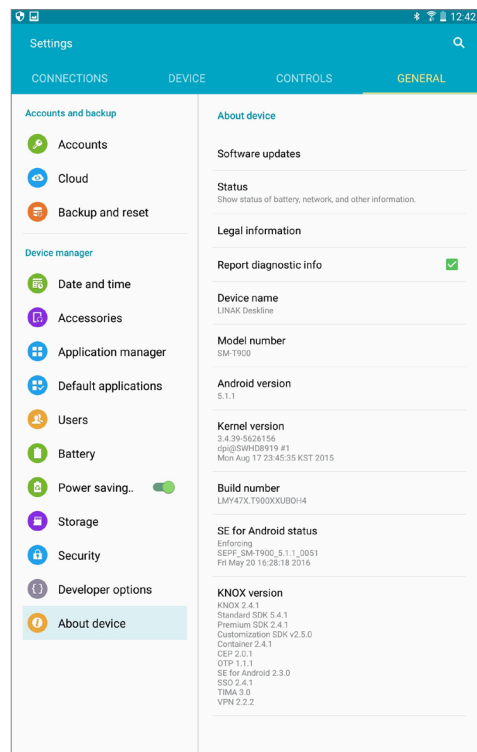 12:42
Settings
CONNECTIONS
DEVICE
CONTROLS
GENERAL
Accounts and backup
Accounts
Cloud
Backup and reset
Device manager
Date and time
Accessories
Application manager
Default applications
Users
Battery
Power saving..
Storage
Security
Developer options
About device
About device
Software updates
Status
Show status of battery, network, and other information.
Legal information
Report diagnostic info
Device name
LINAK Deskline
Model number
SM-T900
Android version
5.1.1
Kernel version
3.4.39-5626156
dpi@SWHD8919 #1
Mon Aug 17 23:45:35 KST 2015
Build number
LMY47X.T900XXUBOH4
SE for Android status
Enforcing
SEPF_SM-T900_5.1.1_0051
Fri May 20 16:28:18 2016
KNOX version
KNOX 2.4.1
Standard SDK 5.4.1
Premium SDK 2.4.1
Customization SDK v2.5.0
Container 2.4.1
CEP 2.0.1
OTP 1.1.1
SE for Android 2.3.0
SSO 2.4.1
TIMA 3.0
VPN 2.2.2